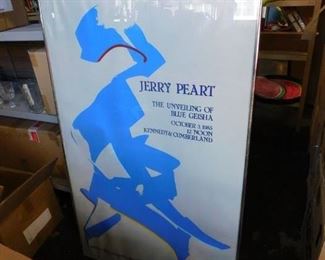 JERRY PEART
THE UNVEILING OF
BLUE GEISHA
OCTOBER 3, 1985
12 NOON
KENNEDY & CUMBERLAND